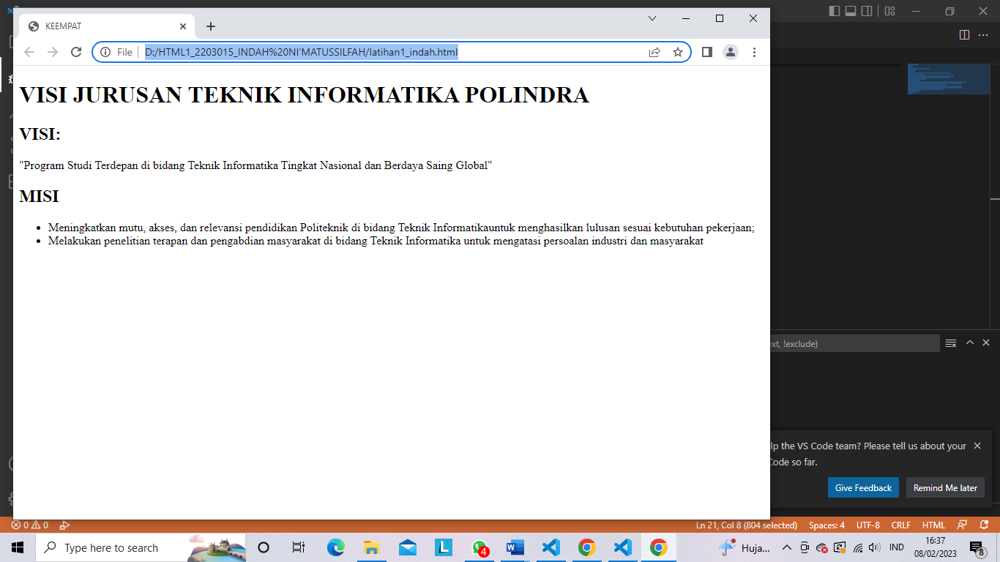 KEEMPAT
File
D:/HTML1_2203015_INDAH%20NI'MATUSSILFAH/latihan1_indah.html
VISI JURUSAN TEKNIK INFORMATIKA POLINDRA
VISI:
"Program Studi Terdepan di bidang Teknik Informatika Tingkat Nasional dan Berdaya Saing Global"
MISI
• Meningkatkan mutu, akses, dan relevansi pendidikan Politeknik di bidang Teknik Informatikauntuk menghasilkan lulusan sesuai kebutuhan pekerjaan;
• Melakukan penelitian terapan dan pengabdian masyarakat di bidang Teknik Informatika untuk mengatasi persoalan industri dan masyarakat
ext, !exclude)
lp the VS Code team? Please tell us about your
Code so far.
Give Feedback
Remind Me later
0 0
Ln 21, Col 8 (804 selected)
Spaces: 4
UTF-8
CRLF
HTML
Type here to search
L
4
Huja...
IND
16:37
08/02/2023
8